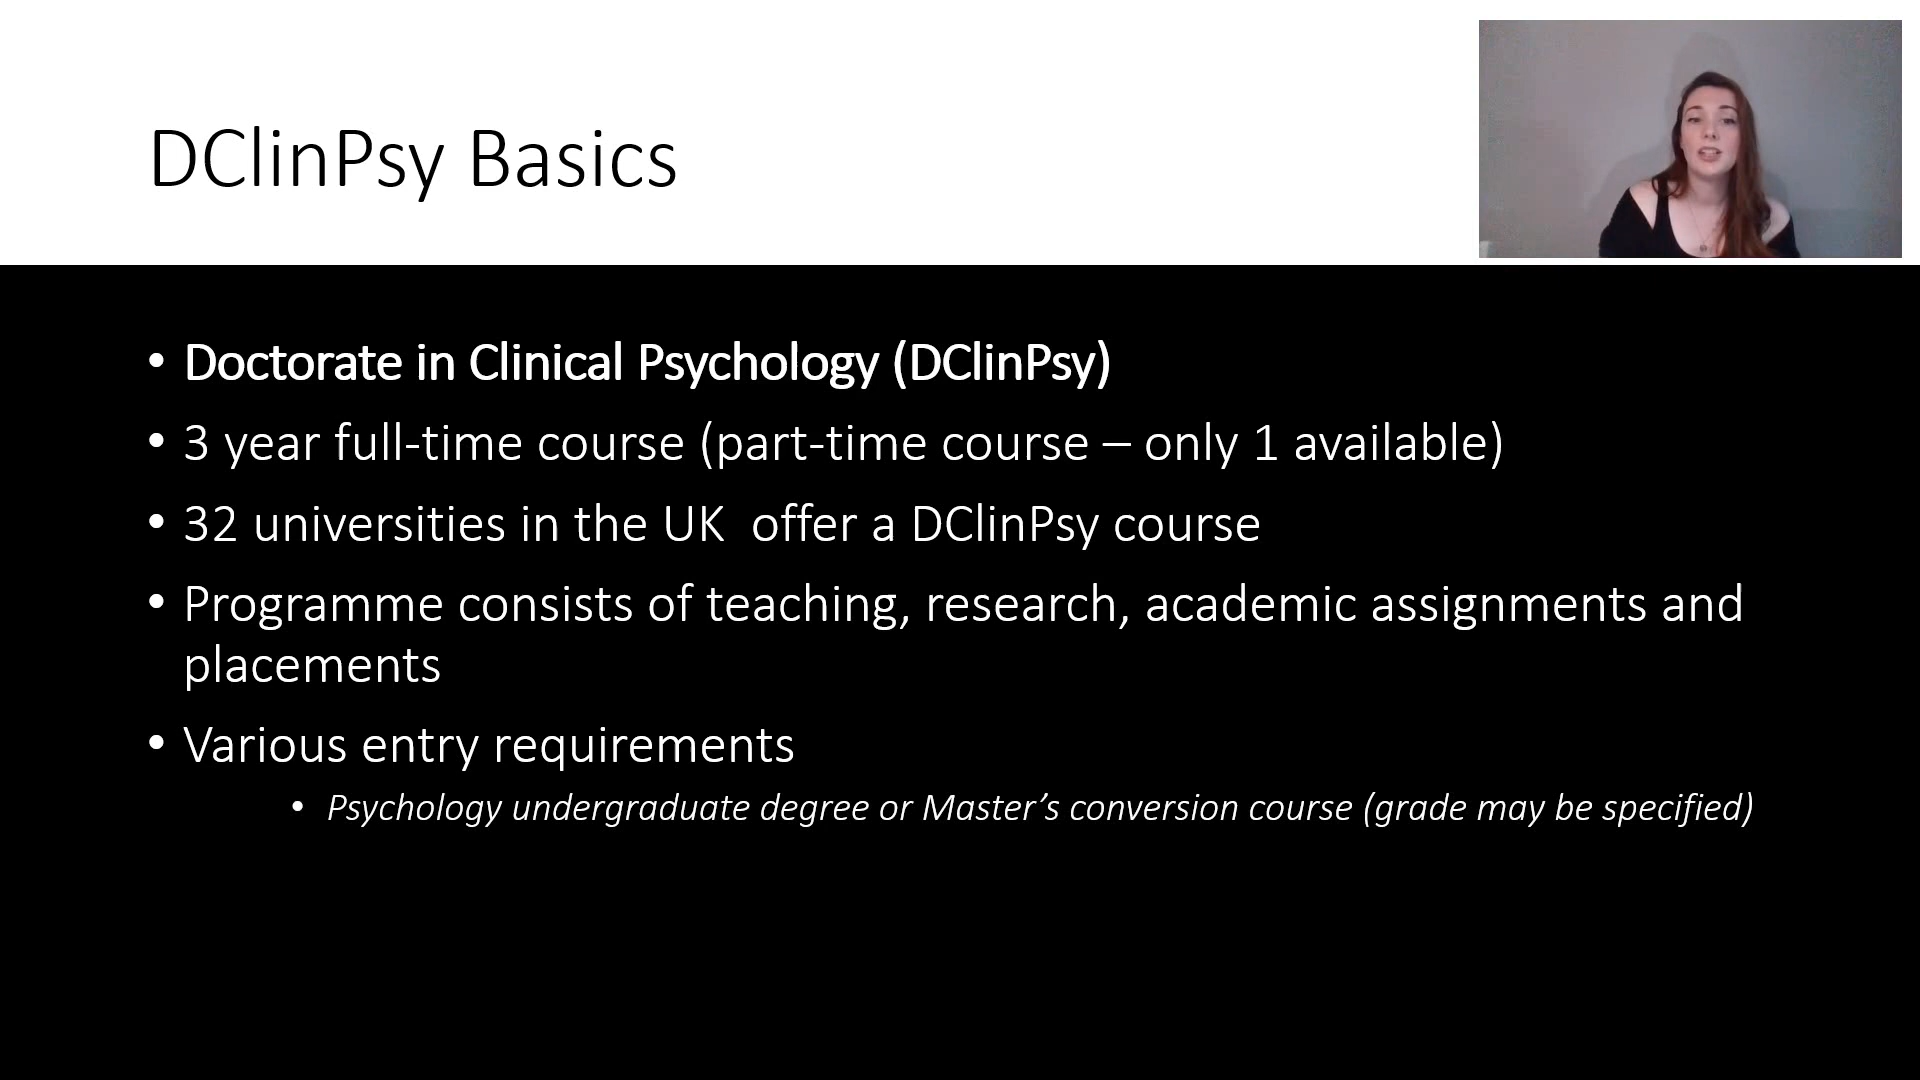 DClinPsy Basics
• Doctorate in Clinical Psychology (DClinPsy)
• 3 year full-time course (part-time course – only 1 available)
• 32 universities in the UK  offer a DClinPsy course
• Programme consists of teaching, research, academic assignments and
placements
• Various entry requirements
• Psychology undergraduate degree or Master’s conversion course (grade may be specified)